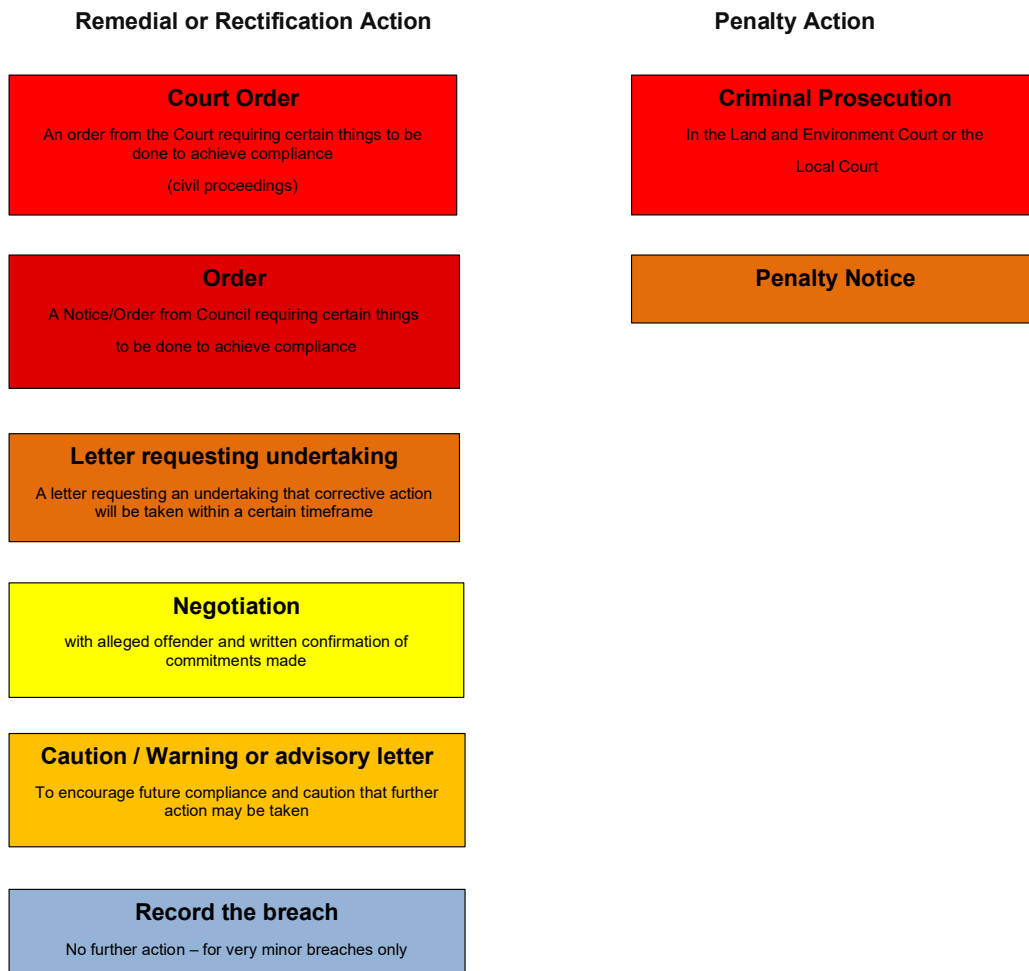 Remedial or Rectification Action
Penalty Action
Court Order
An order from the Court requiring certain things to be
done to achieve compliance
(civil proceedings)
Criminal Prosecution
In the Land and Environment Court or the
Local Court
Order
A Notice/Order from Council requiring certain things
to be done to achieve compliance
Penalty Notice
Letter requesting undertaking
A letter requesting an undertaking that corrective action
will be taken within a certain timeframe
Negotiation
with alleged offender and written confirmation of
commitments made
Caution / Warning or advisory letter
To encourage future compliance and caution that further
action may be taken
Record the breach
No further action – for very minor breaches only